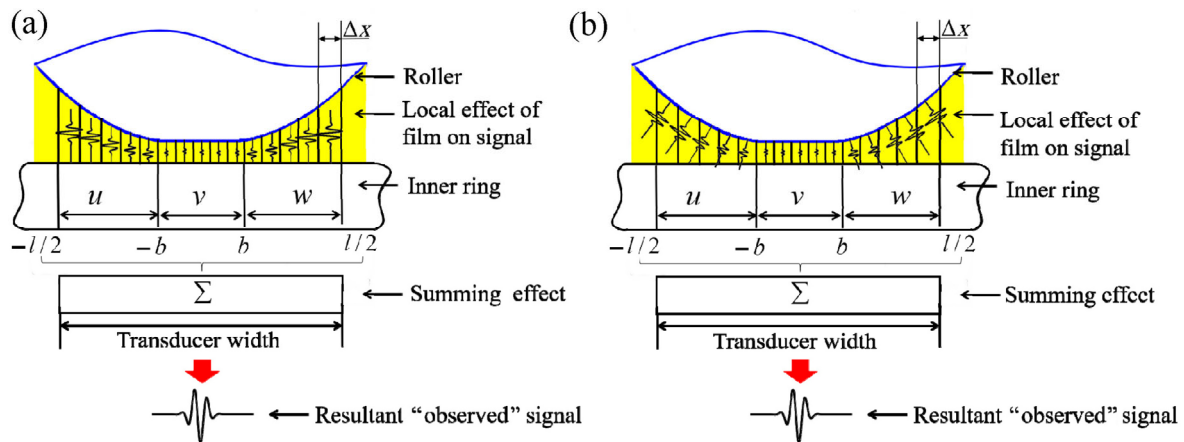 (a)
Δx
Roller
Local effect of
film on signal
Inner ring
u
v
w
−l/2
−b
b
l/2
Σ
Summing effect
Transducer width
Resultant “observed” signal
(b)
Δx
Roller
Local effect of
film on signal
Inner ring
u
v
w
−l/2
−b
b
l/2
Σ
Summing effect
Transducer width
Resultant “observed” signal